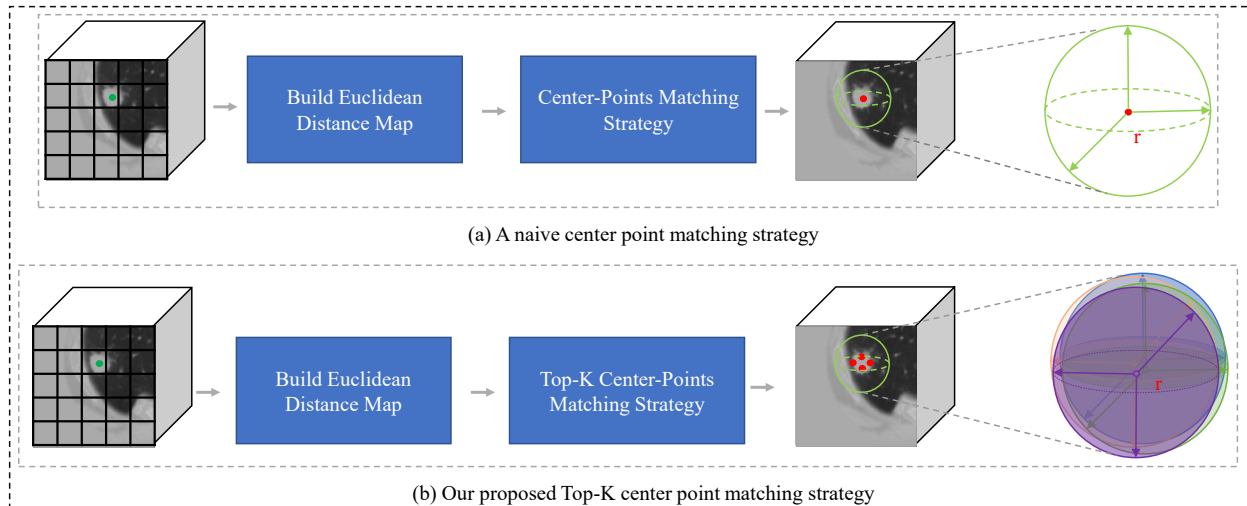 Build Euclidean
Distance Map
Center-Points Matching
Strategy
r
(a) A naive center point matching strategy
Build Euclidean
Distance Map
Top-K Center-Points
Matching Strategy
r
(b) Our proposed Top-K center point matching strategy